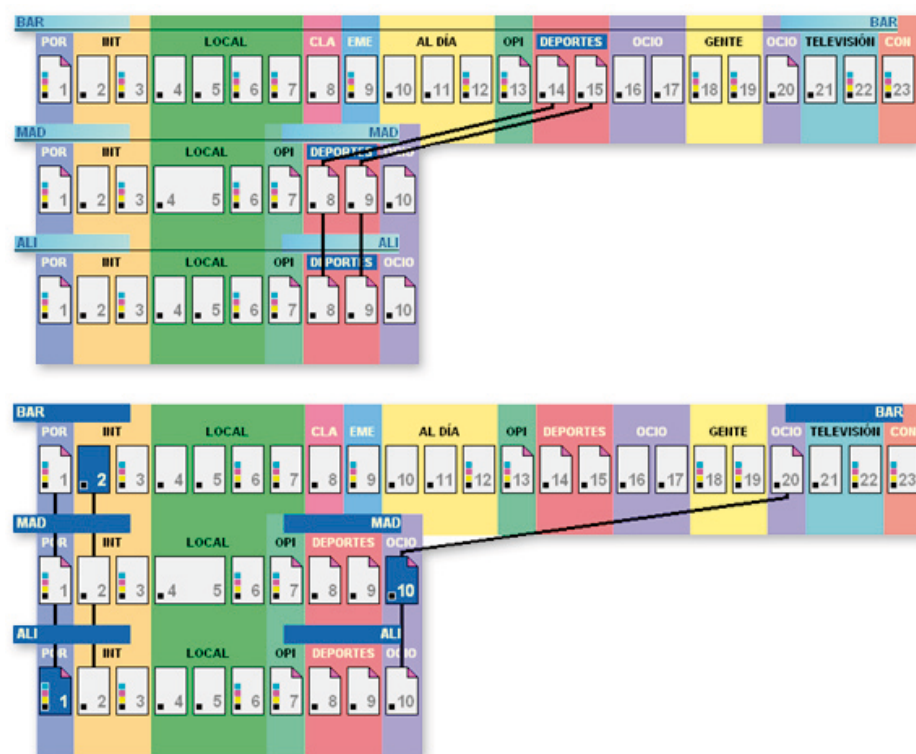 BAR BAR
POR INT LOCAL CLA EME AL DÍA OPI DEPORTES OCIO GENTE OCIO TELEVISIÓN CON
1 2 3 4 5 6 7 8 9 10 11 12 13 14 15 16 17 18 19 20 21 22 23
MAD MAD
POR INT LOCAL OPI DEPORTES OCIO
1 2 3 4 5 6 7 8 9 10
ALI ALI
POR INT LOCAL OPI DEPORTES OCIO
1 2 3 4 5 6 7 8 9 10
BAR BAR
POR INT LOCAL CLA EME AL DÍA OPI DEPORTES OCIO GENTE OCIO TELEVISIÓN CON
1 2 3 4 5 6 7 8 9 10 11 12 13 14 15 16 17 18 19 20 21 22 23
MAD MAD
POR INT LOCAL OPI DEPORTES OCIO
1 2 3 4 5 6 7 8 9 10
ALI ALI
POR INT LOCAL OPI DEPORTES OCIO
1 2 3 4 5 6 7 8 9 10